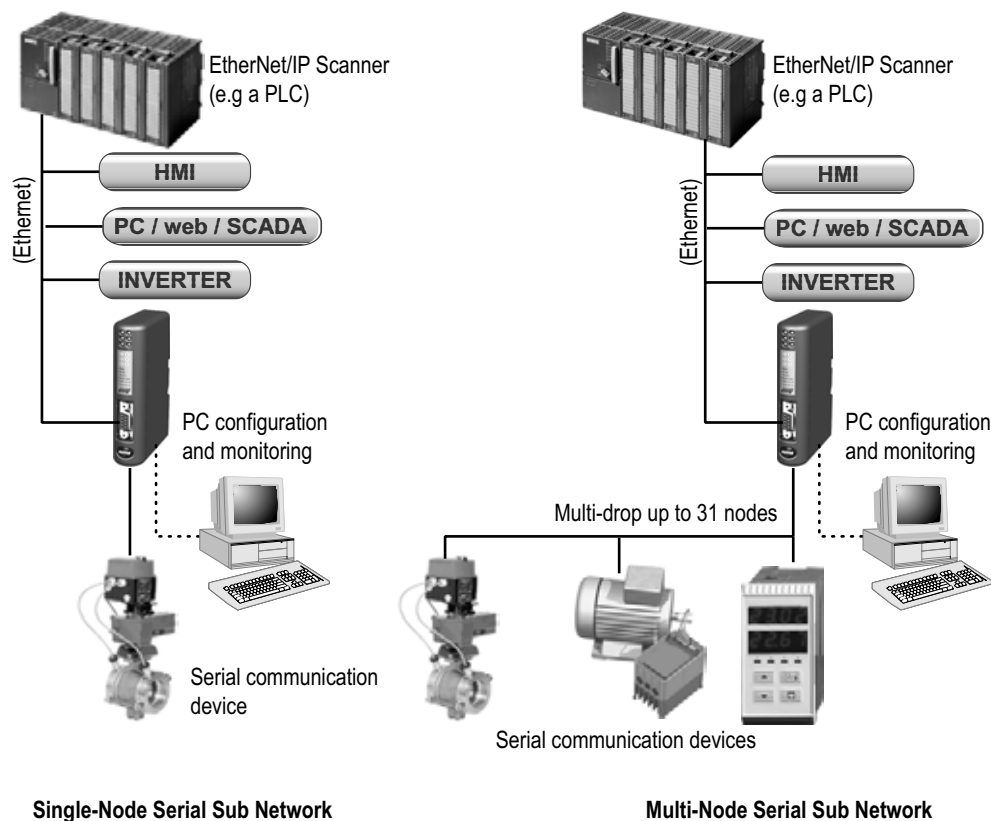 EtherNet/IP Scanner
(e.g a PLC)
(Ethernet)
HMI
PC / web / SCADA
INVERTER
PC configuration
and monitoring
Serial communication
device
Single-Node Serial Sub Network
EtherNet/IP Scanner
(e.g a PLC)
(Ethernet)
HMI
PC / web / SCADA
INVERTER
PC configuration
and monitoring
Multi-drop up to 31 nodes
Serial communication devices
Multi-Node Serial Sub Network